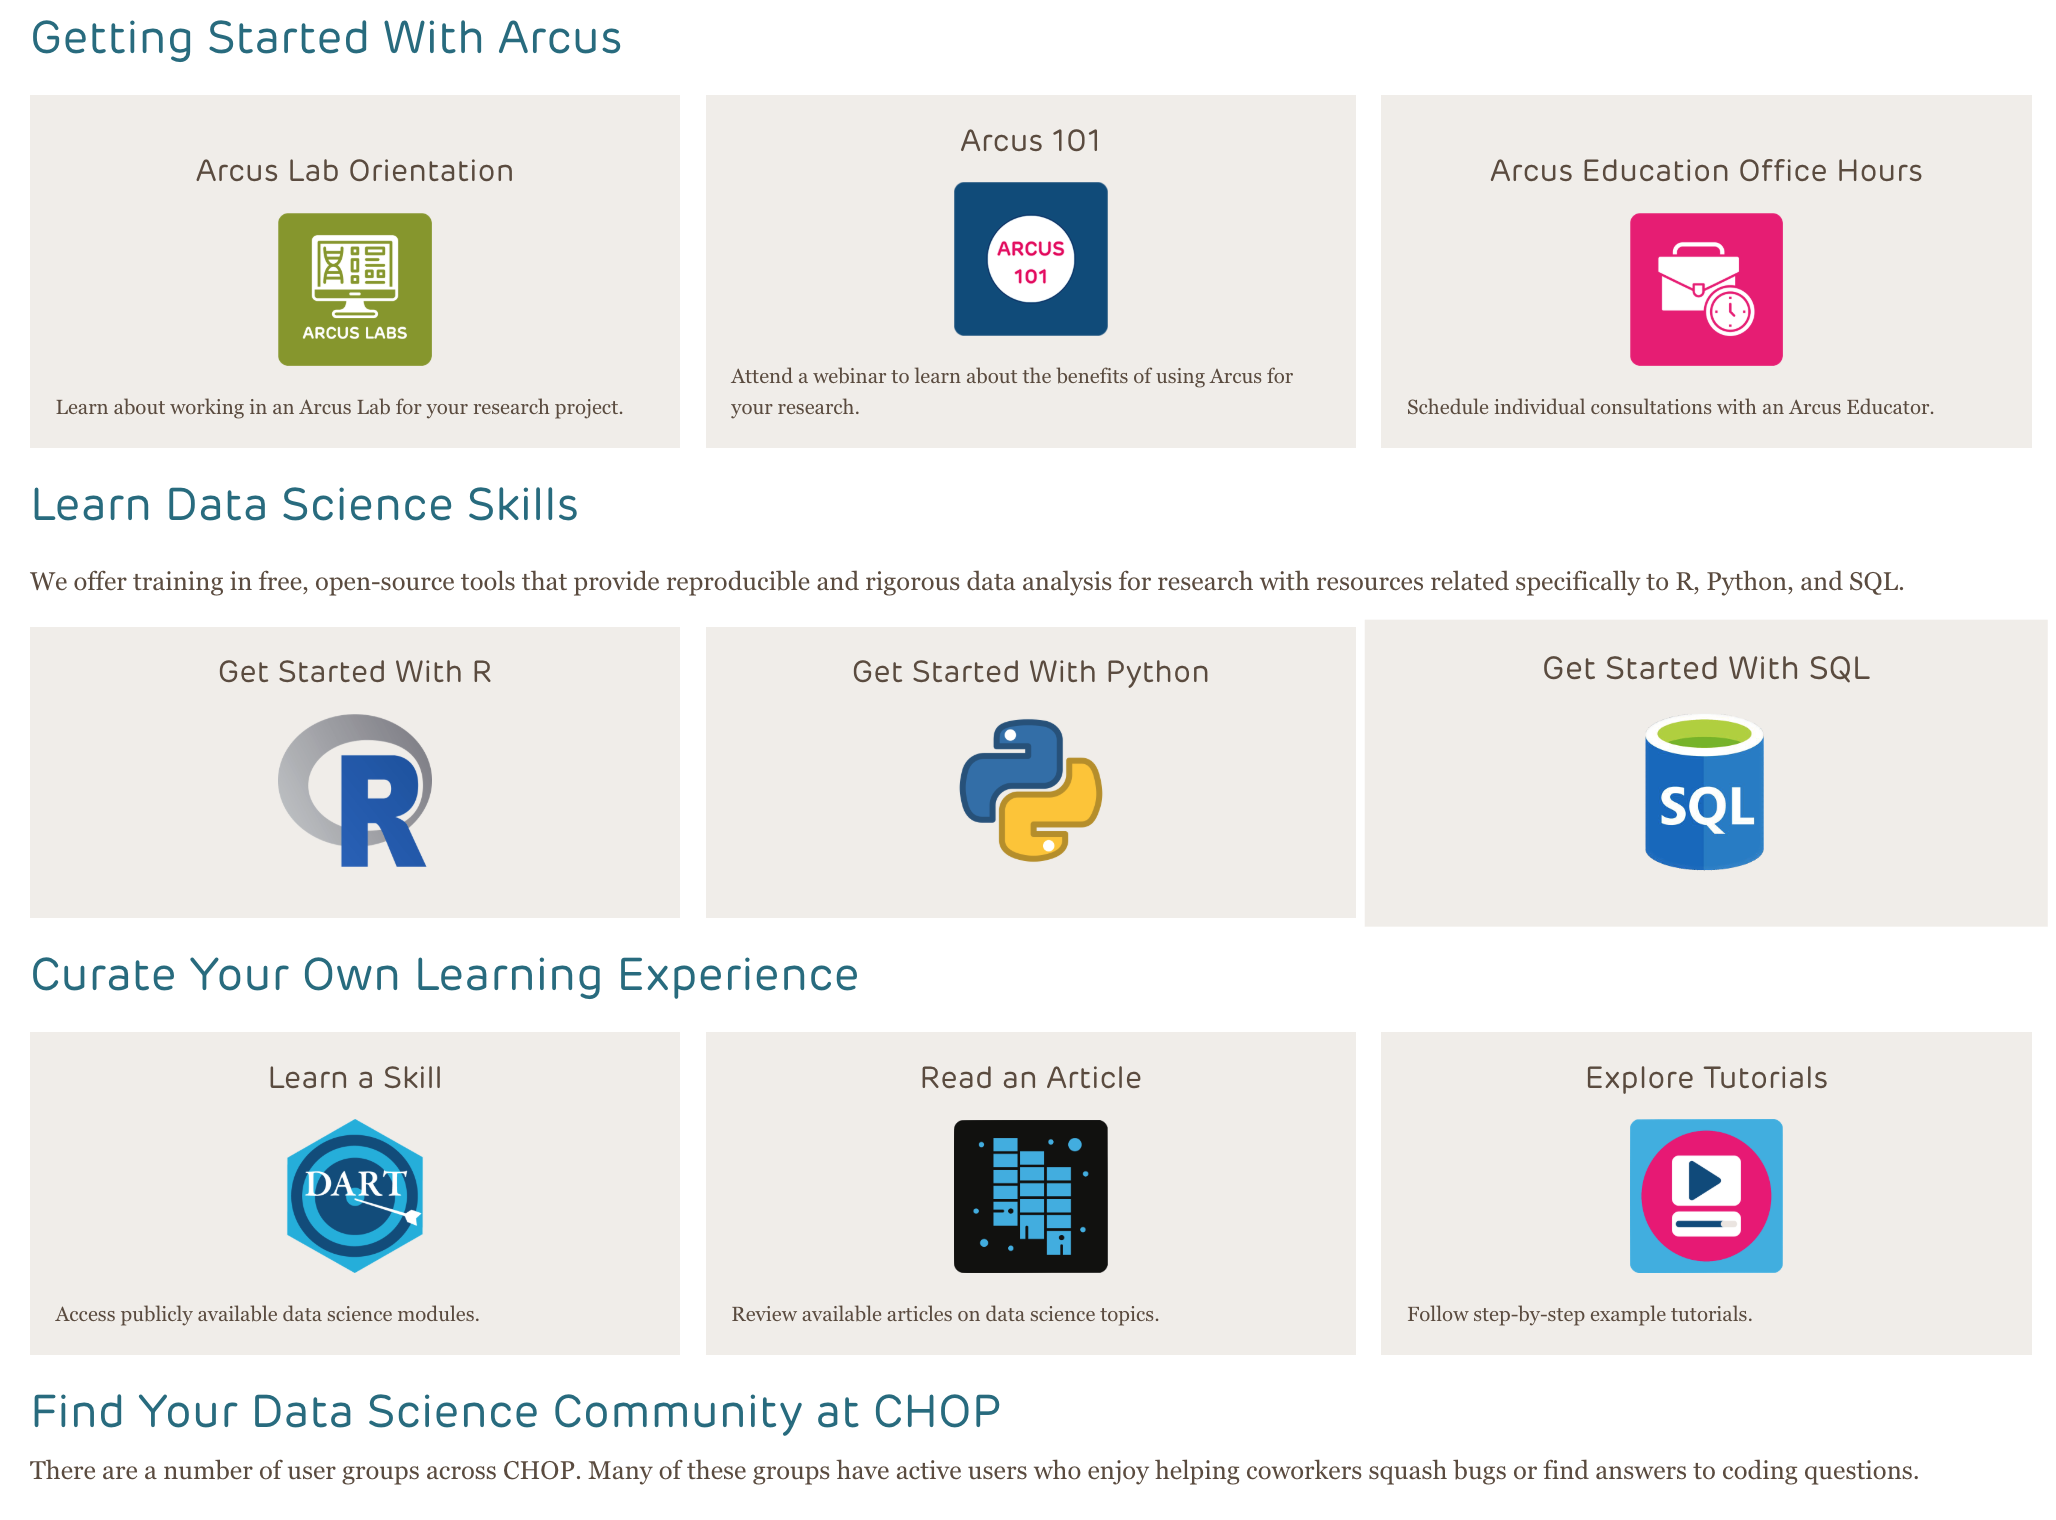 Getting Started With Arcus
Arcus Lab Orientation
ARCUS LABS
Learn about working in an Arcus Lab for your research project.
Arcus 101
ARCUS
101
Attend a webinar to learn about the benefits of using Arcus for
your research.
Arcus Education Office Hours
Schedule individual consultations with an Arcus Educator.
Learn Data Science Skills
We offer training in free, open-source tools that provide reproducible and rigorous data analysis for research with resources related specifically to R, Python, and SQL.
Get Started With R
R
Get Started With Python
Get Started With SQL
SQL
Curate Your Own Learning Experience
Learn a Skill
DART
Access publicly available data science modules.
Read an Article
Review available articles on data science topics.
Explore Tutorials
Follow step-by-step example tutorials.
Find Your Data Science Community at CHOP
There are a number of user groups across CHOP. Many of these groups have active users who enjoy helping coworkers squash bugs or find answers to coding questions.